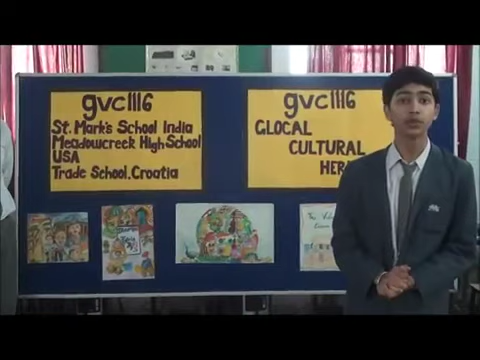 gvc1116
St. Mark's School India
Meadowcreek High School
USA
Trade School.Croatia
gvc1116
GLOCAL
CULTURAL
HER